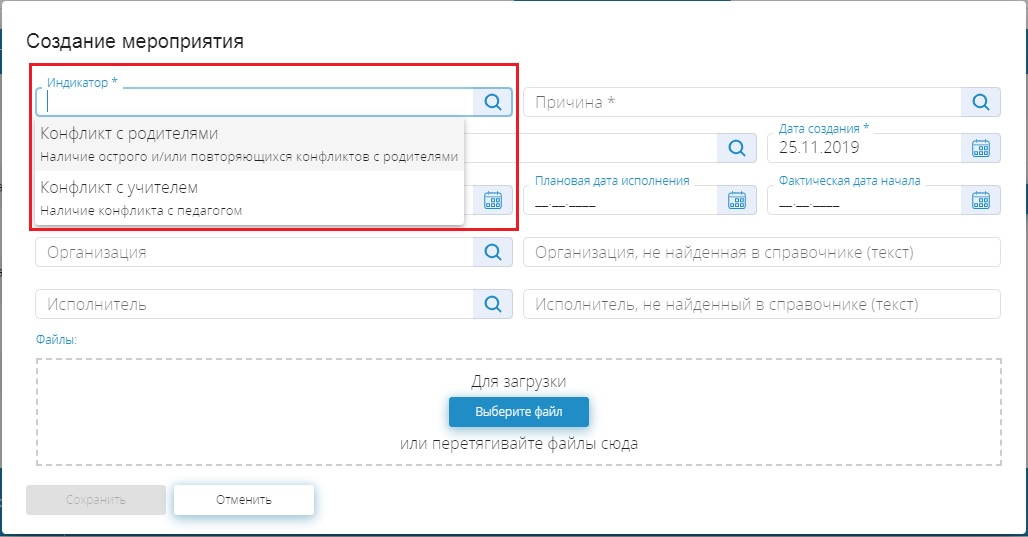 Создание мероприятия
Индикатор *
Причина *
Конфликт с родителями
Наличие острого и/или повторяющихся конфликтов с родителями
Дата создания *
25.11.2019
Конфликт с учителем
Наличие конфликта с педагогом
Плановая дата исполнения
__.__.____
Фактическая дата начала
__.__.____
Организация
Организация, не найденная в справочнике (текст)
Исполнитель
Исполнитель, не найденный в справочнике (текст)
Файлы:
Для загрузки
Выберите файл
или перетягивайте файлы сюда
Сохранить
Отменить